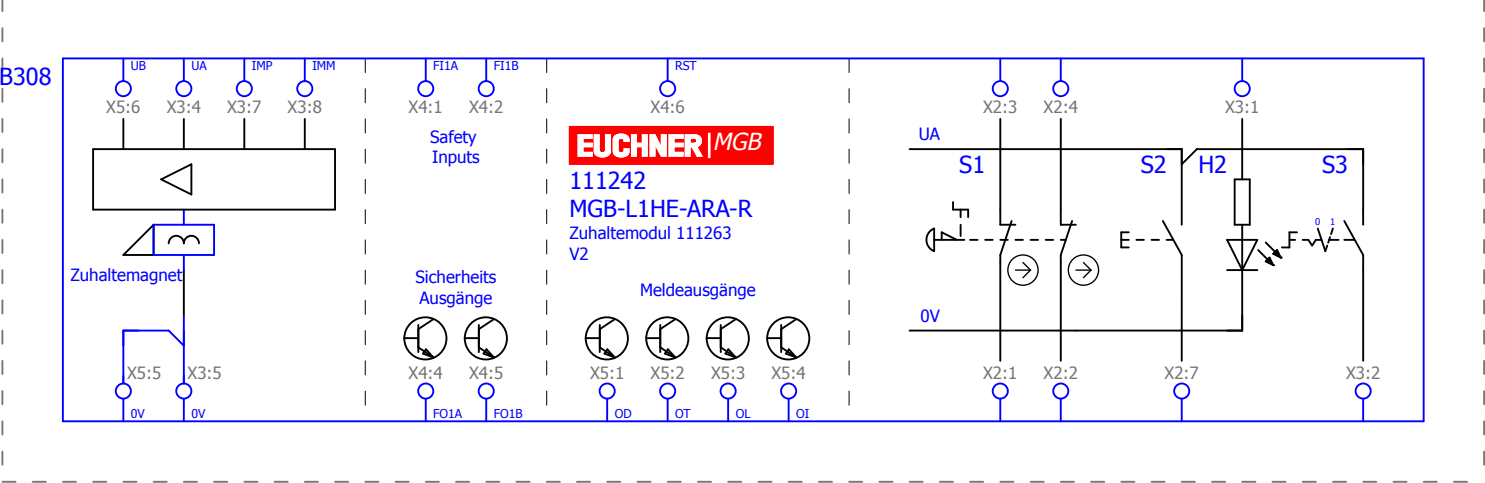 B308
UB UA IMP IMM FI1A FI1B RST
X5:6 X3:4 X3:7 X3:8 X4:1 X4:2 X4:6 X2:3 X2:4 X3:1
Safety
Inputs
EUCHNER|MGB
111242
MGB-L1HE-ARA-R
Zuhaltemodul 111263
V2
UA
S1 S2 H2 S3
0 1
Zuhaltemagnet
Sicherheits
Ausgänge
Meldeausgänge
0V
X5:5 X3:5 X4:4 X4:5 X5:1 X5:2 X5:3 X5:4 X2:1 X2:2 X2:7 X3:2
0V 0V FO1A FO1B OD OT OL OI